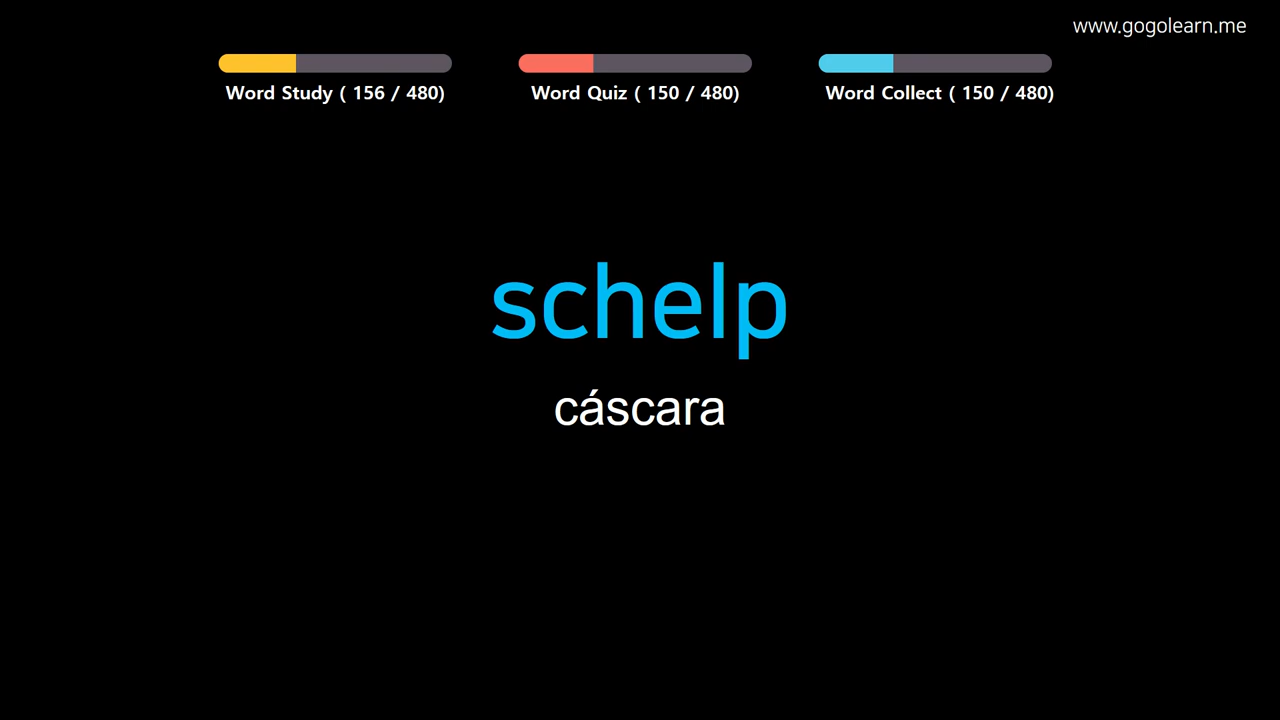 www.gogolearn.me
Word Study ( 156 / 480)
Word Quiz ( 150 / 480)
Word Collect ( 150 / 480)
schelp
cáscara